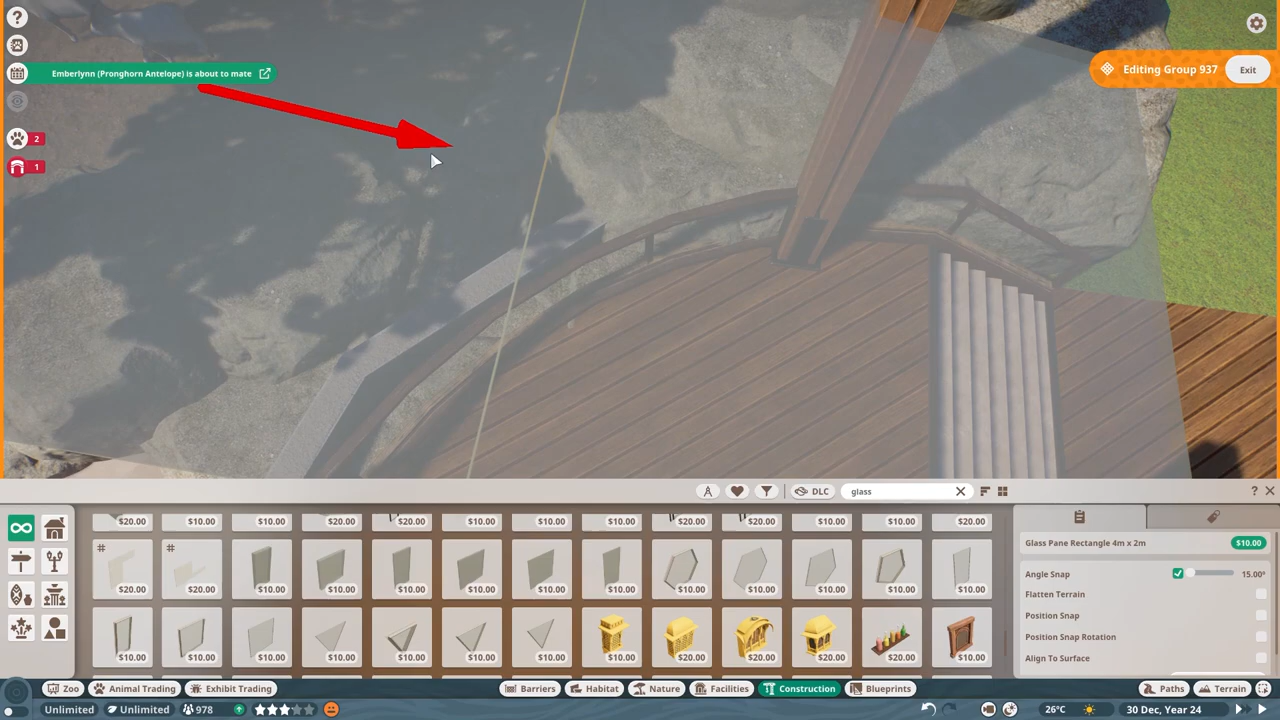 ?
Emberlynn (Pronghorn Antelope) is about to mate
2
1
Editing Group 937 Exit
DLC glass ? ×
$20.00 $10.00 $10.00 $10.00 $20.00 $10.00 $10.00 $10.00 $20.00 $20.00 $10.00 $20.00 $20.00
$20.00 $20.00 $10.00 $10.00 $10.00 $10.00 $10.00 $10.00 $10.00 $10.00 $10.00 $10.00 $10.00
$10.00 $10.00 $10.00 $10.00 $10.00 $10.00 $10.00 $10.00 $20.00 $20.00 $20.00 $20.00 $10.00
Glass Pane Rectangle 4m x 2m $10.00
Angle Snap 15.00°
Flatten Terrain
Position Snap
Position Snap Rotation
Align To Surface
Zoo Animal Trading Exhibit Trading Barriers Habitat Nature Facilities Construction Blueprints Paths Terrain
Unlimited Unlimited 978 26°C 30 Dec, Year 24